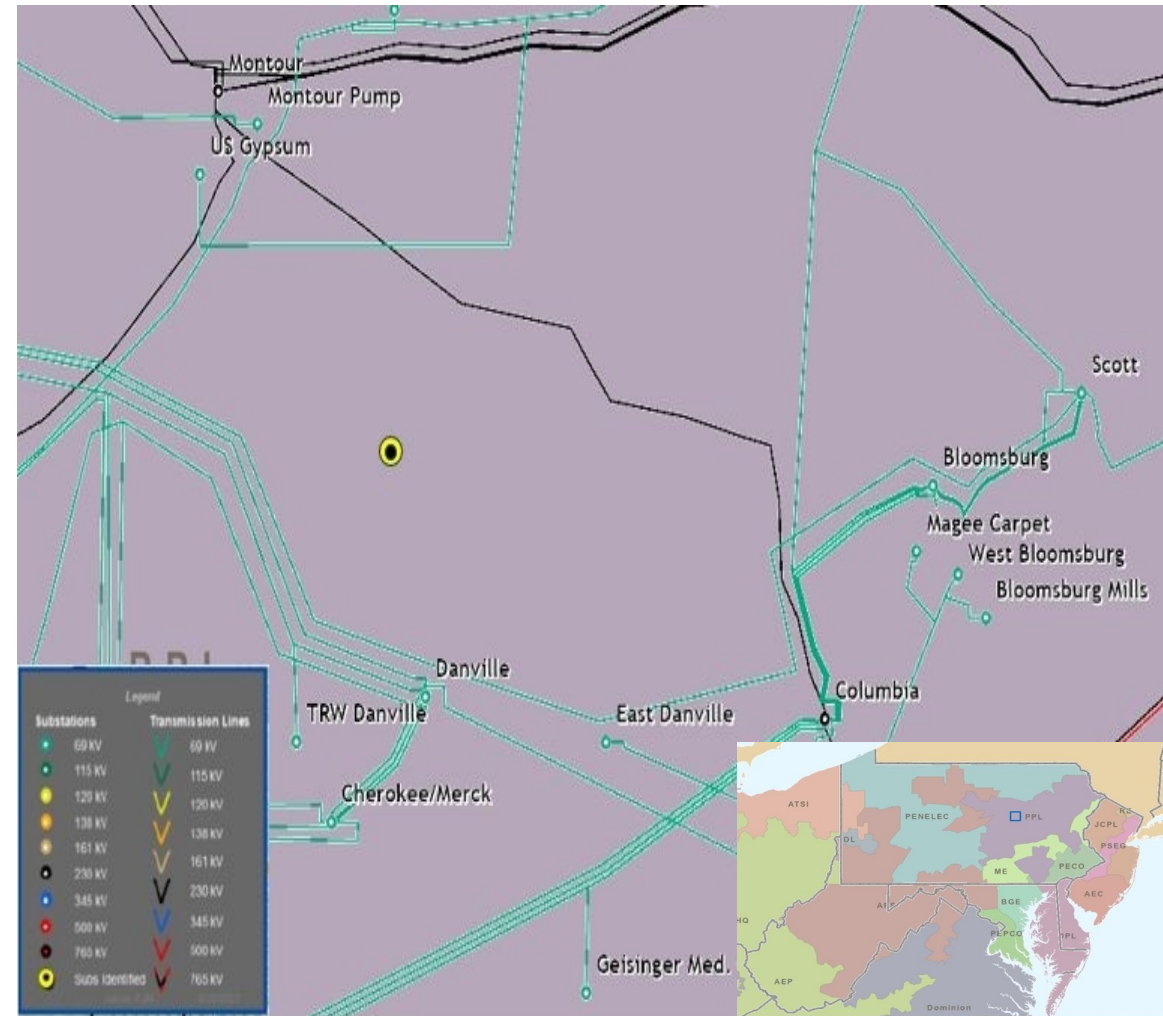 Montour
Montour Pump
US Gypsum
Scott
Bloomsburg
Magee Carpet
West Bloomsburg
Bloomsburg Mills
Danville
Columbia
TRW Danville
East Danville
Cherokee/Merck
Geisinger Med.
Legend
Substations
69 kV
115 kV
120 kV
138 kV
161 kV
230 kV
345 kV
500 kV
765 kV
Subs Identified
Transmission Lines
69 kV
115 kV
120 kV
138 kV
161 kV
230 kV
345 kV
500 kV
765 kV
ATSI
PENELEC
PPL
DL
JCPL
PSEG
ME
PECO
AEC
BGE
PEPCO
AEP
Dominion